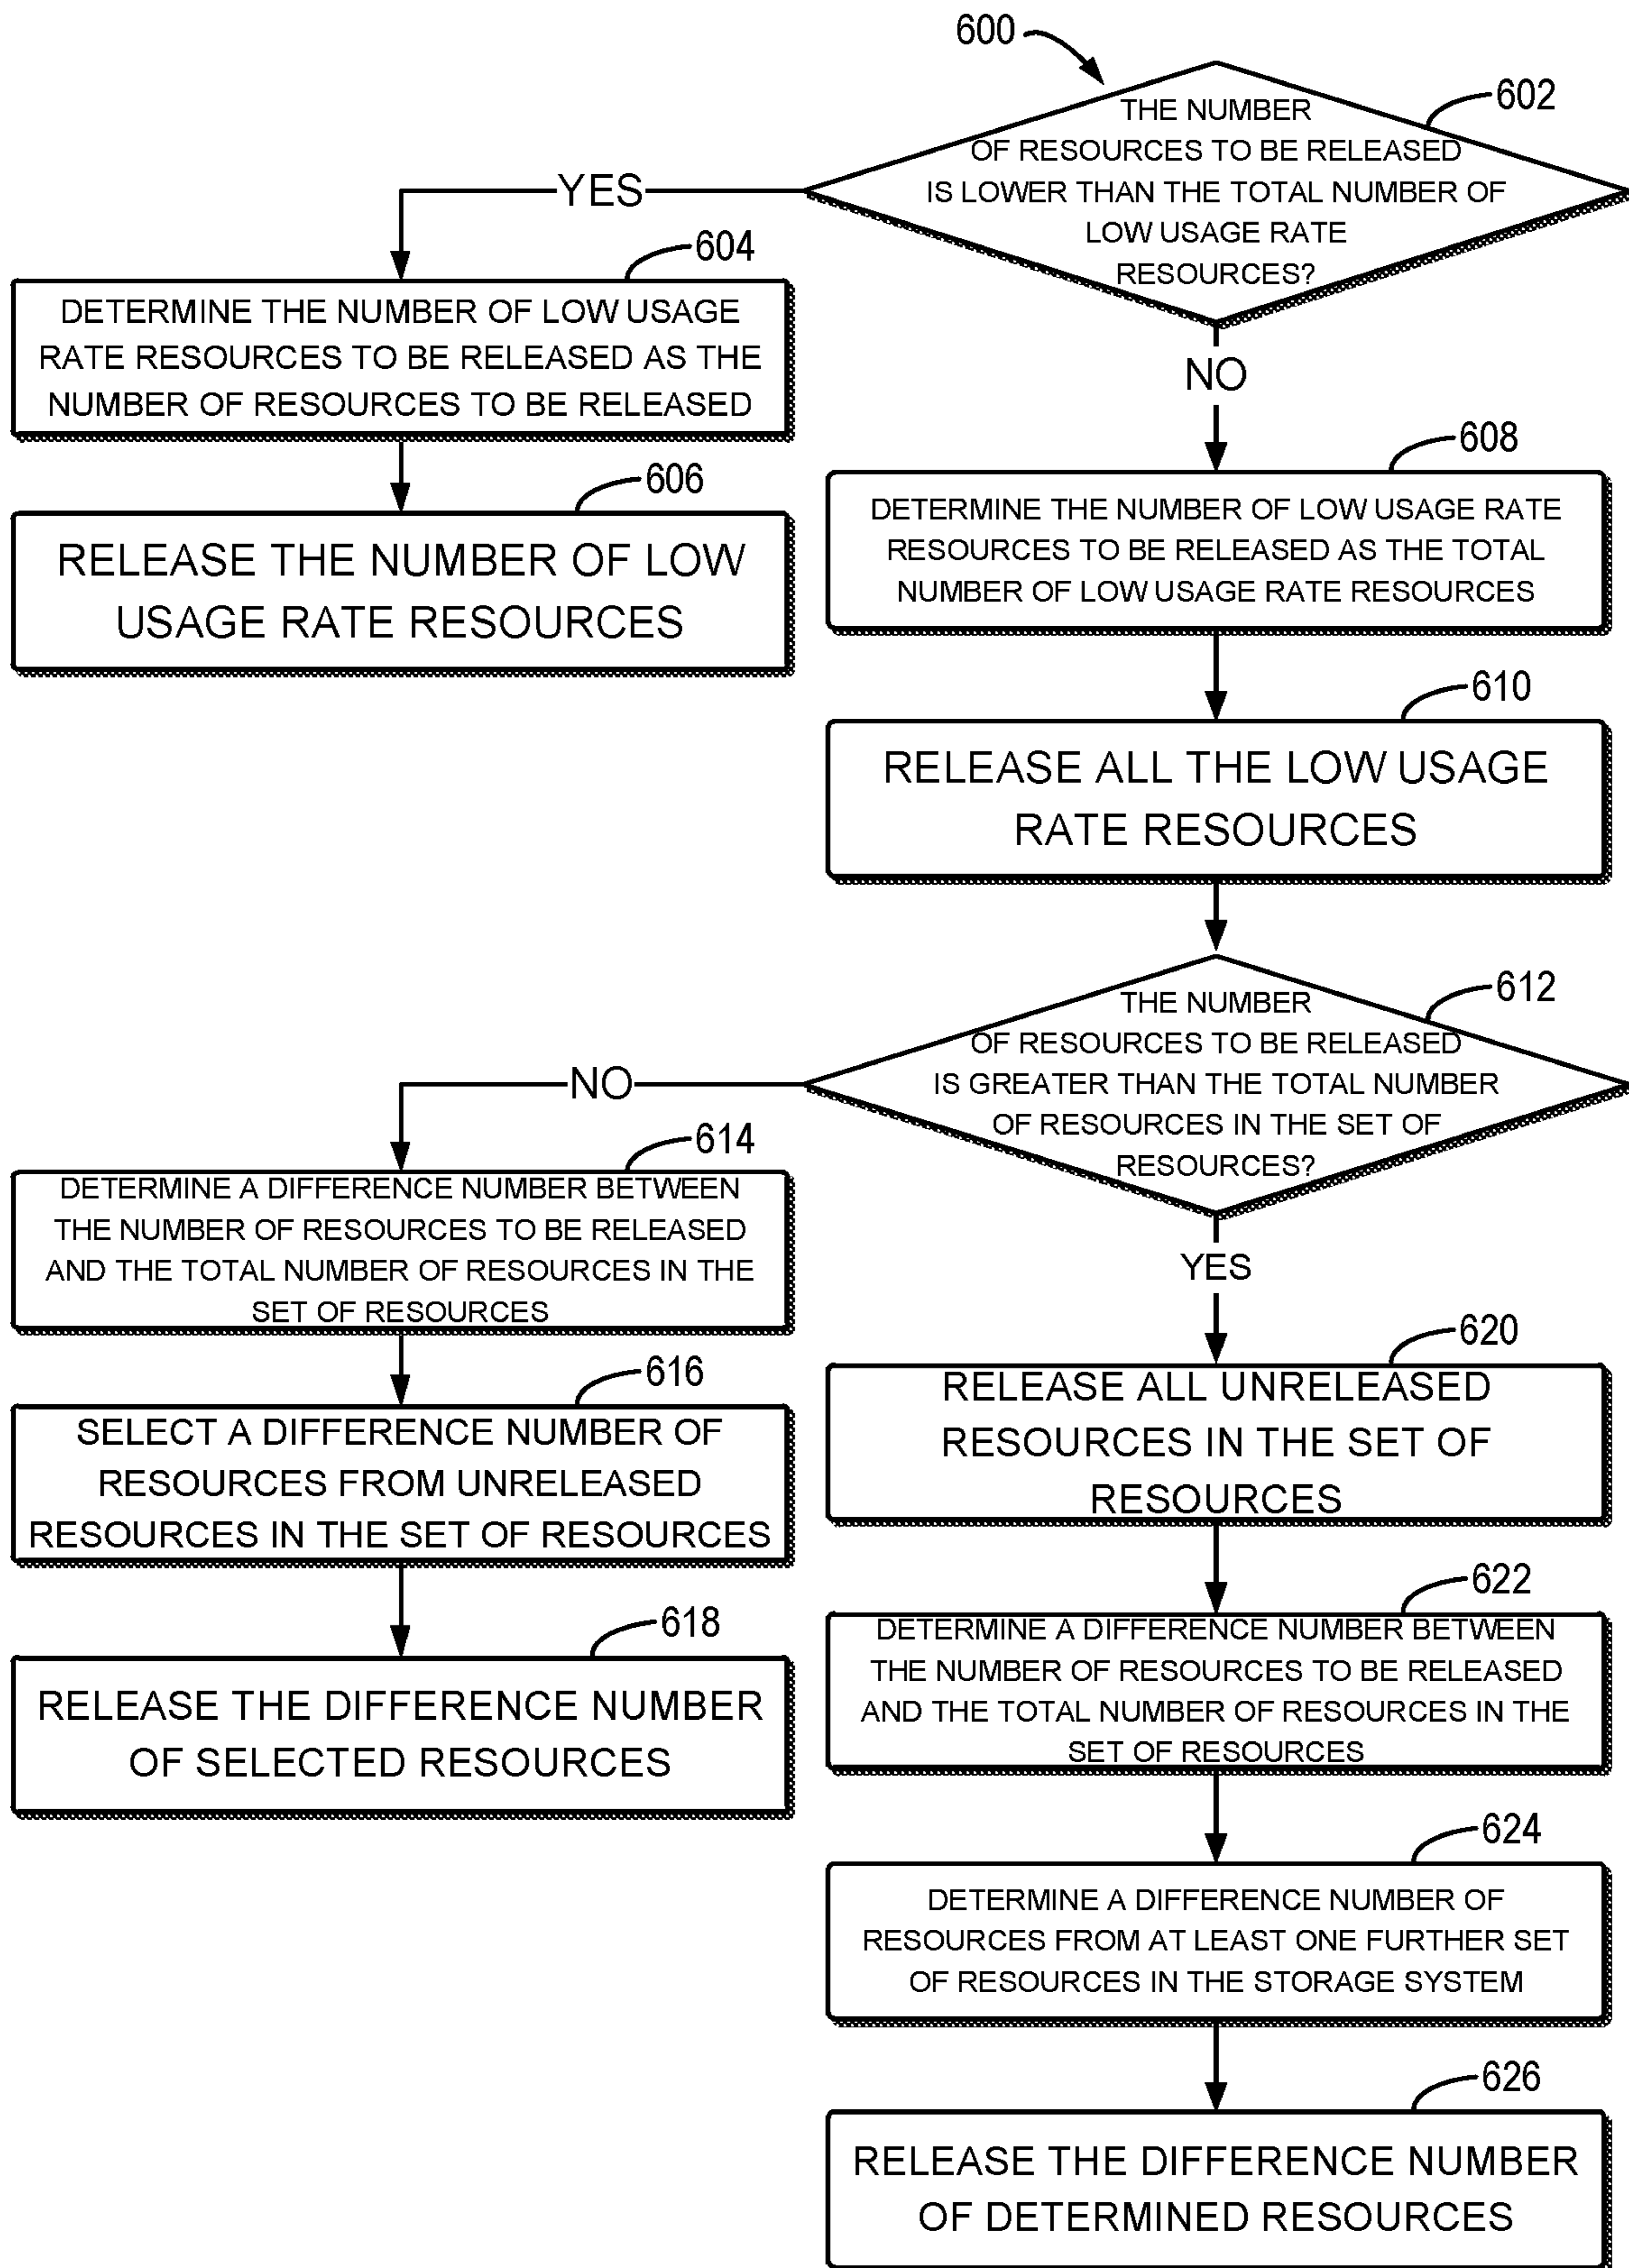 600
602
THE NUMBER
OF RESOURCES TO BE RELEASED
IS LOWER THAN THE TOTAL NUMBER OF
LOW USAGE RATE
RESOURCES?
YES
NO
604
DETERMINE THE NUMBER OF LOW USAGE
RATE RESOURCES TO BE RELEASED AS THE
NUMBER OF RESOURCES TO BE RELEASED
606
RELEASE THE NUMBER OF LOW
USAGE RATE RESOURCES
608
DETERMINE THE NUMBER OF LOW USAGE RATE
RESOURCES TO BE RELEASED AS THE TOTAL
NUMBER OF LOW USAGE RATE RESOURCES
610
RELEASE ALL THE LOW USAGE
RATE RESOURCES
612
THE NUMBER
OF RESOURCES TO BE RELEASED
IS GREATER THAN THE TOTAL NUMBER
OF RESOURCES IN THE SET OF
RESOURCES?
NO
YES
614
DETERMINE A DIFFERENCE NUMBER BETWEEN
THE NUMBER OF RESOURCES TO BE RELEASED
AND THE TOTAL NUMBER OF RESOURCES IN THE
SET OF RESOURCES
616
SELECT A DIFFERENCE NUMBER OF
RESOURCES FROM UNRELEASED
RESOURCES IN THE SET OF RESOURCES
618
RELEASE THE DIFFERENCE NUMBER
OF SELECTED RESOURCES
620
RELEASE ALL UNRELEASED
RESOURCES IN THE SET OF
RESOURCES
622
DETERMINE A DIFFERENCE NUMBER BETWEEN
THE NUMBER OF RESOURCES TO BE RELEASED
AND THE TOTAL NUMBER OF RESOURCES IN THE
SET OF RESOURCES
624
DETERMINE A DIFFERENCE NUMBER OF
RESOURCES FROM AT LEAST ONE FURTHER SET
OF RESOURCES IN THE STORAGE SYSTEM
626
RELEASE THE DIFFERENCE NUMBER
OF DETERMINED RESOURCES